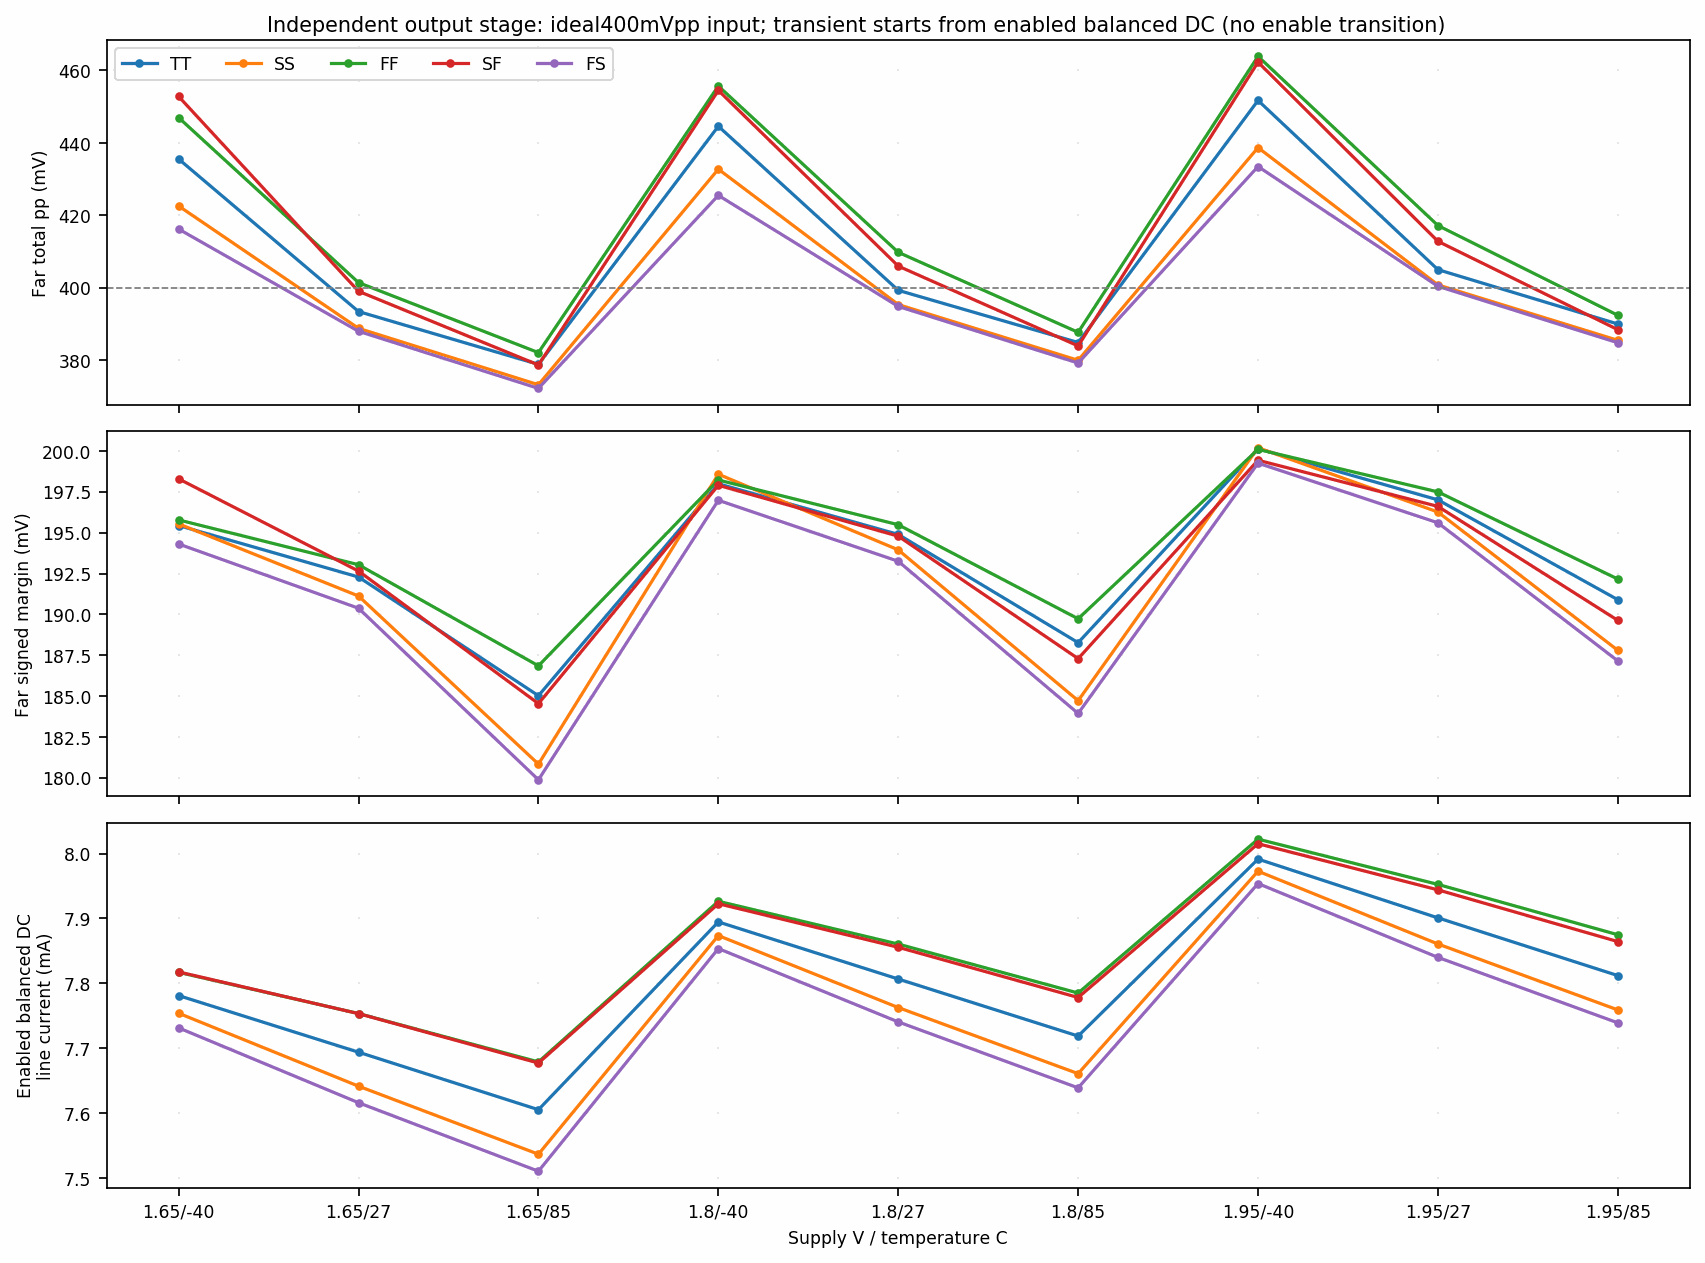 Independent output stage: ideal400mVpp input; transient starts from enabled balanced DC (no enable transition)
TT SS FF SF FS
Far total pp (mV)
460
440
420
400
380
Far signed margin (mV)
200.0
197.5
195.0
192.5
190.0
187.5
185.0
182.5
180.0
Enabled balanced DC
line current (mA)
8.0
7.9
7.8
7.7
7.6
7.5
1.65/-40 1.65/27 1.65/85 1.8/-40 1.8/27 1.8/85 1.95/-40 1.95/27 1.95/85
Supply V / temperature C